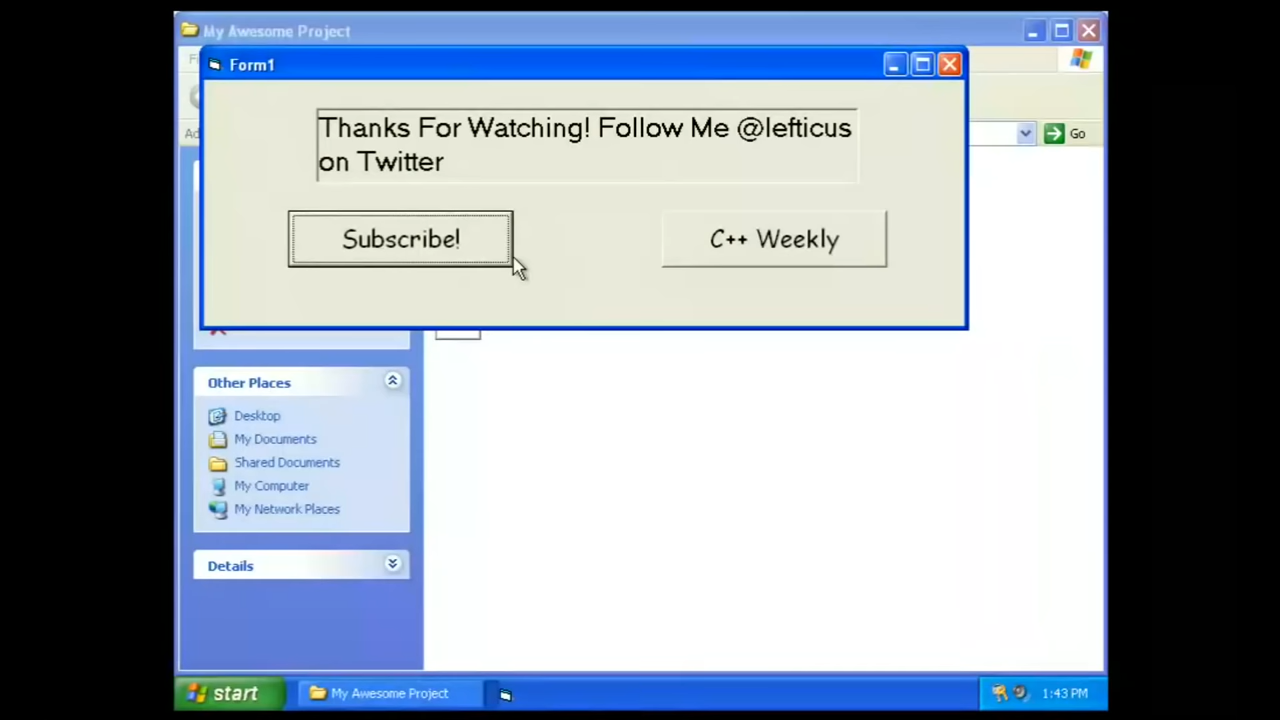 My Awesome Project
Form1
Thanks For Watching! Follow Me @lefticus
on Twitter
Subscribe!
C++ Weekly
Go
Other Places
Desktop
My Documents
Shared Documents
My Computer
My Network Places
Details
start
My Awesome Project
1:43 PM